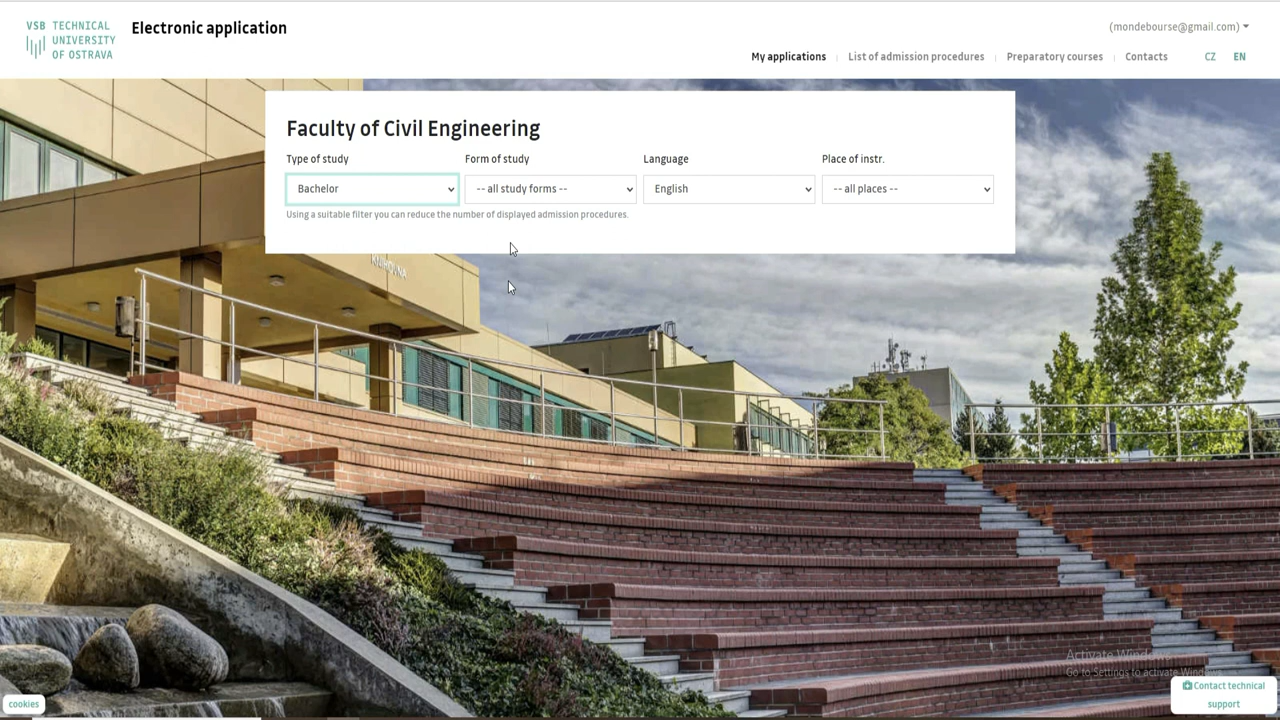 VSB TECHNICAL
UNIVERSITY
OF OSTRAVA
Electronic application
(mondebourse@gmail.com)
My applications
List of admission procedures
Preparatory courses
Contacts
CZ
EN
Faculty of Civil Engineering
Type of study
Form of study
Language
Place of instr.
Bachelor
-- all study forms --
English
-- all places --
Using a suitable filter you can reduce the number of displayed admission procedures.
KNIHOVNA
Activate Windows
Go to Settings to activate Windows.
cookies
Contact technical
support